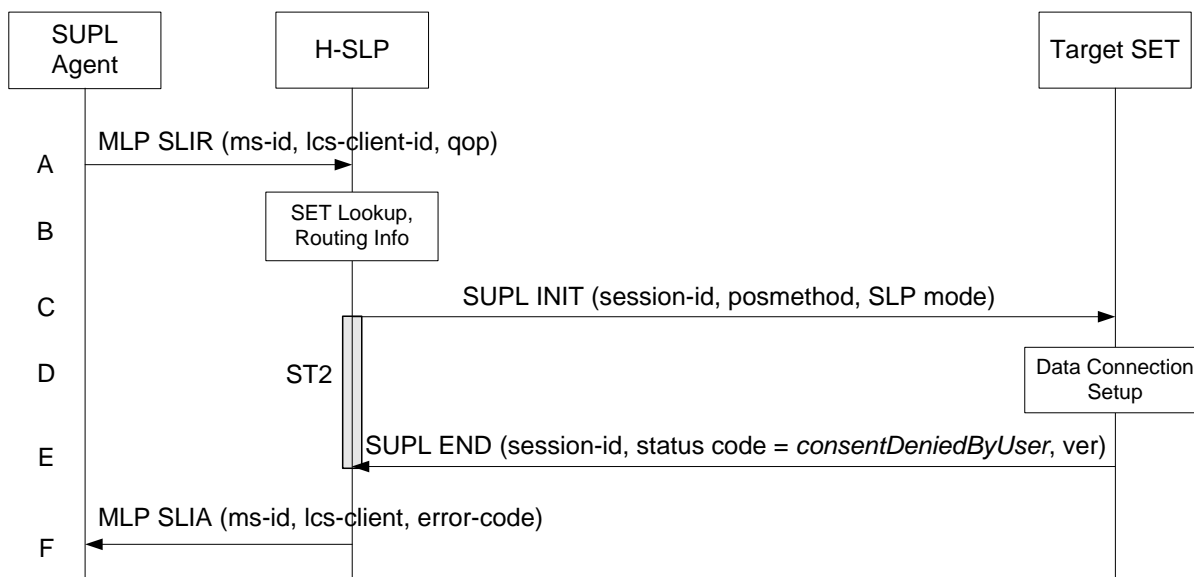 SUPL
Agent
H-SLP
Target SET
MLP SLIR (ms-id, lcs-client-id, qop)
A
SET Lookup,
Routing Info
B
SUPL INIT (session-id, posmethod, SLP mode)
C
D
ST2
Data Connection
Setup
SUPL END (session-id, status code = consentDeniedByUser, ver)
E
MLP SLIA (ms-id, lcs-client, error-code)
F